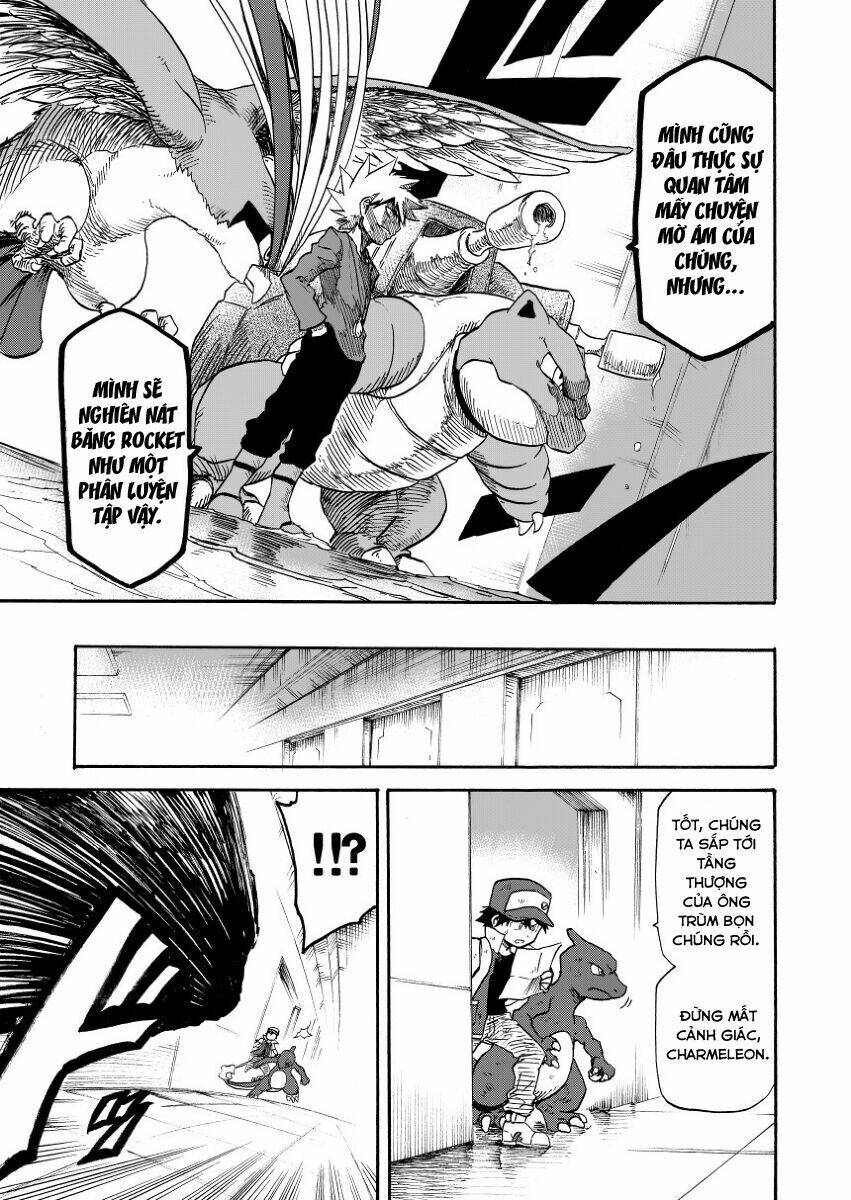 MÌNH CŨNG
ĐÂU THỰC SỰ
QUAN TÂM
MẤY CHUYỆN
MỜ ÁM CỦA
CHÚNG,
NHƯNG...
MÌNH SẼ
NGHIÊN NÁT
BĂNG ROCKET
NHƯ MỘT
PHÂN LUYỆN
TẬP VẬY.
TỐT, CHÚNG
TA SẮP TỚI
TẦNG
THƯỢNG
CỦA ÔNG
TRÙM BỌN
CHÚNG RỒI.
ĐỪNG MẤT
CẢNH GIÁC,
CHARMELEON.
!!?